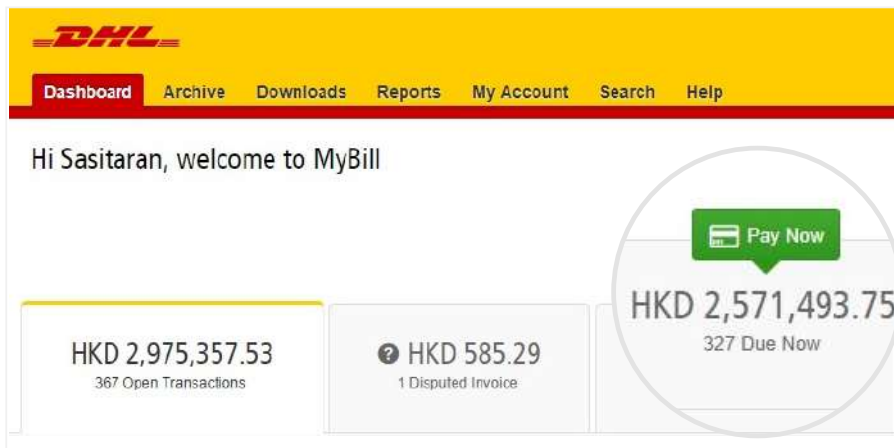 DHL
Dashboard Archive Downloads Reports My Account Search Help
Hi Sasitaran, welcome to MyBill
Pay Now
HKD 2,975,357.53
367 Open Transactions
? HKD 585.29
1 Disputed Invoice
HKD 2,571,493.75
327 Due Now